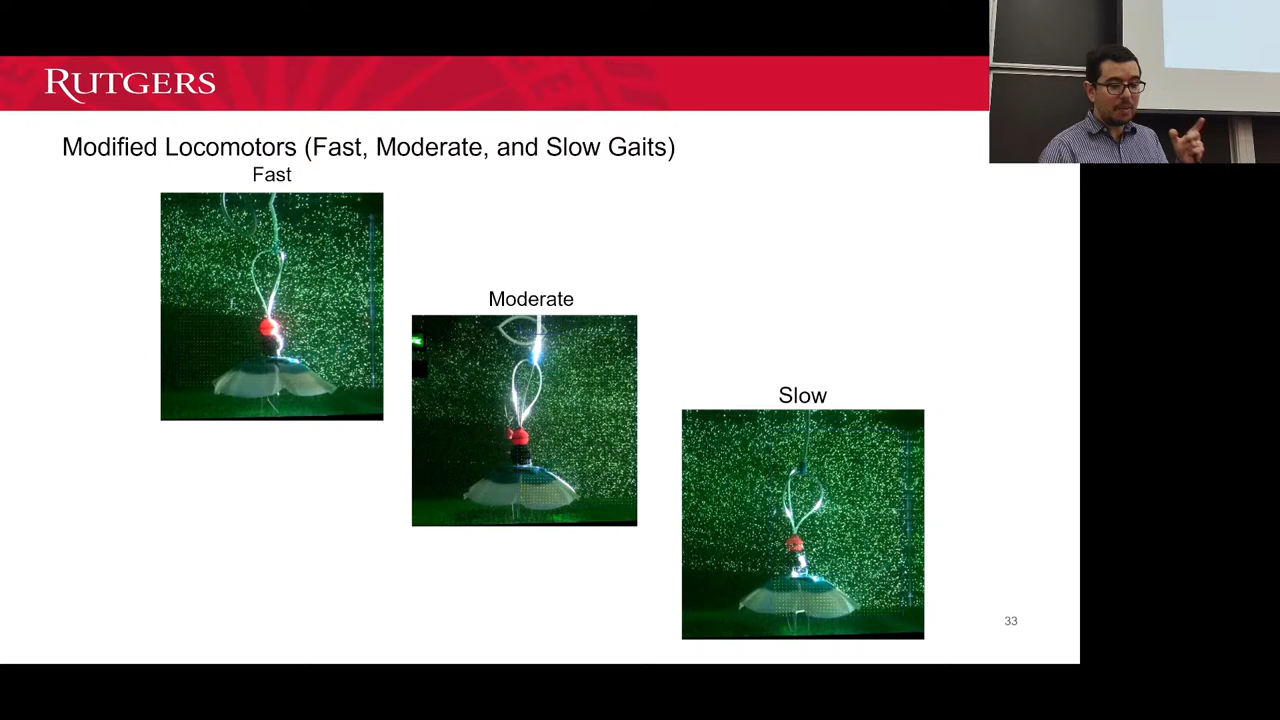 RUTGERS
Modified Locomotors (Fast, Moderate, and Slow Gaits)
Fast
Moderate
Slow
33